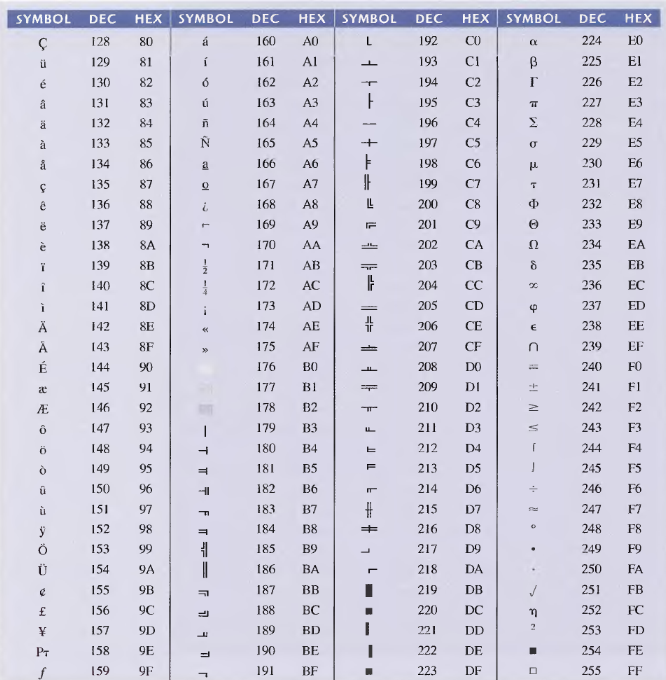 SYMBOL DEC HEX SYMBOL DEC HEX SYMBOL DEC HEX SYMBOL DEC HEX
Ç 128 80 á 160 A0 └ 192 C0 α 224 E0
ü 129 81 í 161 A1 ┴ 193 C1 β 225 E1
é 130 82 ó 162 A2 ┬ 194 C2 Γ 226 E2
â 131 83 ú 163 A3 ├ 195 C3 π 227 E3
ä 132 84 ñ 164 A4 ─ 196 C4 Σ 228 E4
à 133 85 Ñ 165 A5 ┼ 197 C5 σ 229 E5
å 134 86 a 166 A6 ╞ 198 C6 μ 230 E6
ç 135 87 o 167 A7 ╟ 199 C7 τ 231 E7
ê 136 88 ¿ 168 A8 ╚ 200 C8 Φ 232 E8
ë 137 89 ⌐ 169 A9 ╔ 201 C9 Θ 233 E9
è 138 8A ¬ 170 AA ╩ 202 CA Ω 234 EA
ï 139 8B ½ 171 AB ╦ 203 CB δ 235 EB
î 140 8C ¼ 172 AC ╠ 204 CC ∝ 236 EC
ì 141 8D ¡ 173 AD ═ 205 CD φ 237 ED
Ä 142 8E « 174 AE ╬ 206 CE ϵ 238 EE
Å 143 8F » 175 AF ╧ 207 CF ∩ 239 EF
É 144 90 176 B0 ╨ 208 D0 = 240 F0
æ 145 91 177 B1 ╤ 209 D1 ± 241 F1
Æ 146 92 178 B2 ╥ 210 D2 ≥ 242 F2
ô 147 93 │ 179 B3 ╙ 211 D3 ≤ 243 F3
ö 148 94 ┤ 180 B4 ╘ 212 D4 ⌠ 244 F4
ò 149 95 ╡ 181 B5 ╒ 213 D5 ⌡ 245 F5
û 150 96 ╢ 182 B6 ╓ 214 D6 ÷ 246 F6
ù 151 97 ╖ 183 B7 ╫ 215 D7 ≈ 247 F7
ÿ 152 98 ╕ 184 B8 ╪ 216 D8 ° 248 F8
Ö 153 99 ╣ 185 B9 ┘ 217 D9 • 249 F9
Ü 154 9A ║ 186 BA ┌ 218 DA · 250 FA
¢ 155 9B ╗ 187 BB █ 219 DB √ 251 FB
£ 156 9C ╝ 188 BC ■ 220 DC η 252 FC
¥ 157 9D ╜ 189 BD ▌ 221 DD ² 253 FD
Pт 158 9E ╛ 190 BE ▐ 222 DE ■ 254 FE
ƒ 159 9F ┐ 191 BF ■ 223 DF □ 255 FF